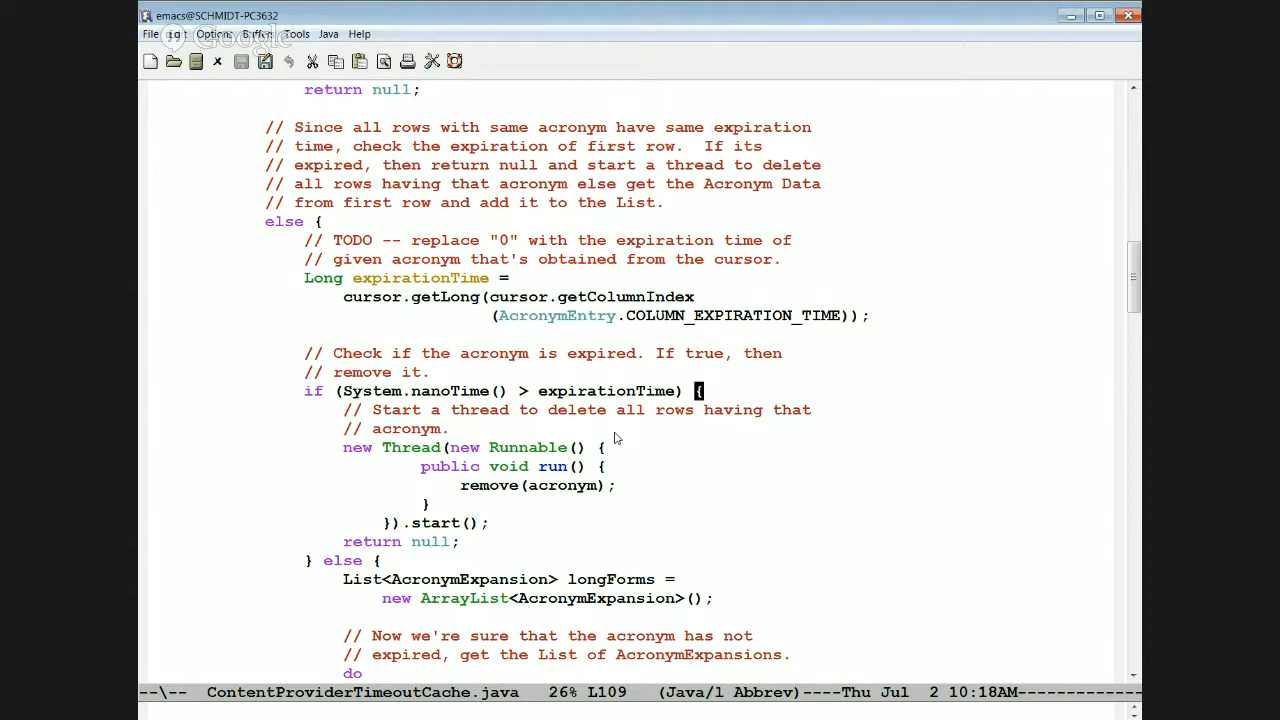 emacs@SCHMIDT-PC3632
File Edit Options Buffers Tools Java Help
Google
return null;
// Since all rows with same acronym have same expiration
// time, check the expiration of first row.  If its
// expired, then return null and start a thread to delete
// all rows having that acronym else get the Acronym Data
// from first row and add it to the List.
else {
// TODO -- replace "0" with the expiration time of
// given acronym that's obtained from the cursor.
Long expirationTime =
cursor.getLong(cursor.getColumnIndex
(AcronymEntry.COLUMN_EXPIRATION_TIME));
// Check if the acronym is expired. If true, then
// remove it.
if (System.nanoTime() > expirationTime) {
// Start a thread to delete all rows having that
// acronym.
new Thread(new Runnable() {
public void run() {
remove(acronym);
}
}).start();
return null;
} else {
List<AcronymExpansion> longForms =
new ArrayList<AcronymExpansion>();
// Now we're sure that the acronym has not
// expired, get the List of AcronymExpansions.
do
--\-- ContentProviderTimeoutCache.java 26% L109 (Java/l Abbrev)----Thu Jul 2 10:18AM-------------